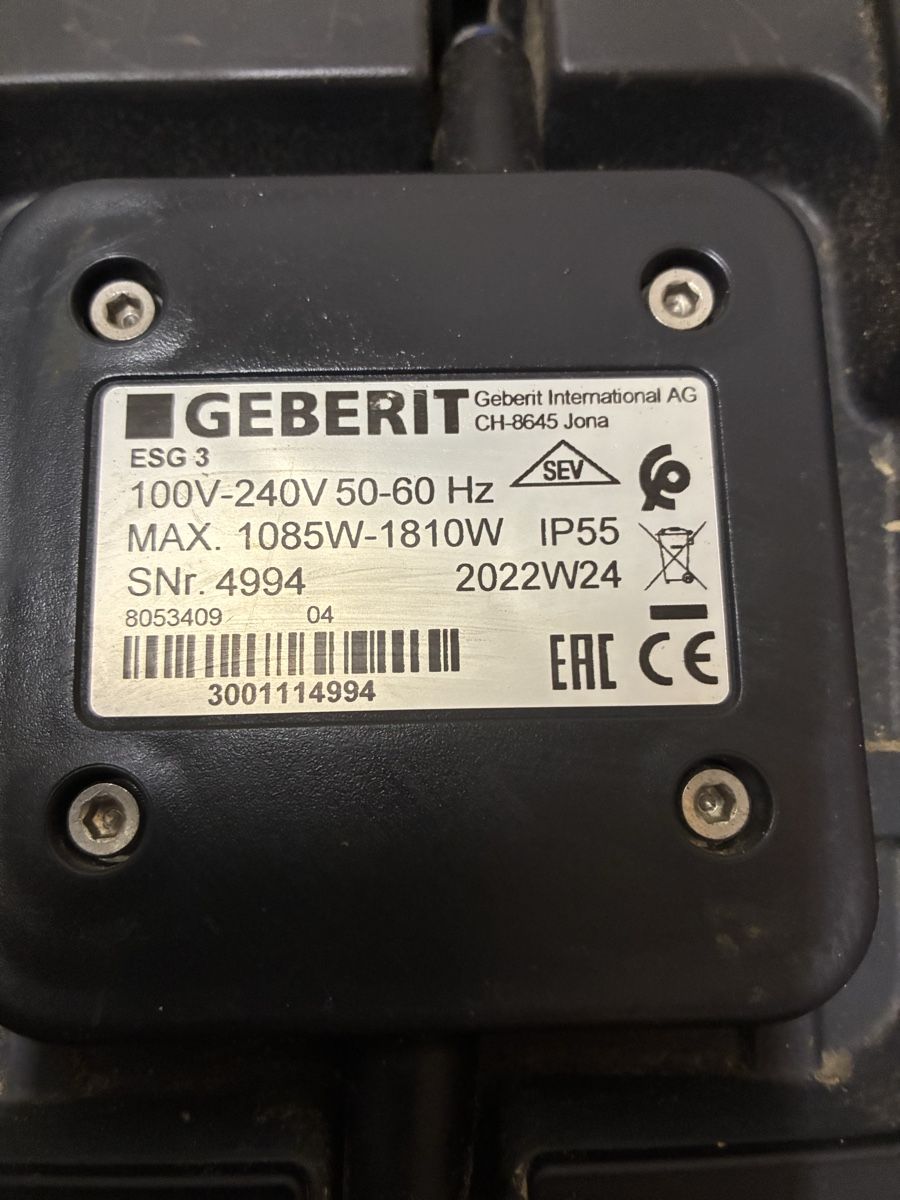 GEBERIT
Geberit International AG
CH-8645 Jona
ESG 3
SEV
100V-240V 50-60 Hz
MAX. 1085W-1810W IP55
SNr. 4994 2022W24
8053409 04
3001114994
EAC CE